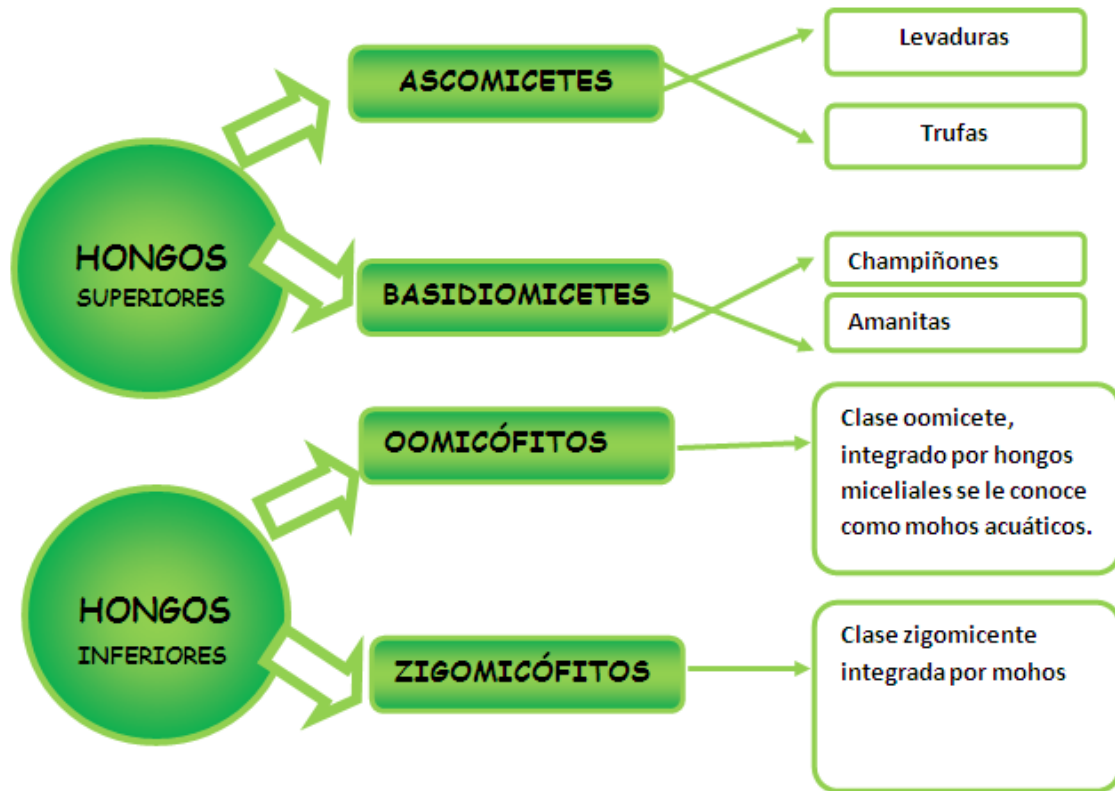 HONGOS
SUPERIORES
ASCOMICETES
Levaduras
Trufas
BASIDIOMICETES
Champiñones
Amanitas
HONGOS
INFERIORES
OOMICÓFITOS
Clase oomicete,
integrado por hongos
miceliales se le conoce
como mohos acuáticos.
ZIGOMICÓFITOS
Clase zigomicente
integrada por mohos